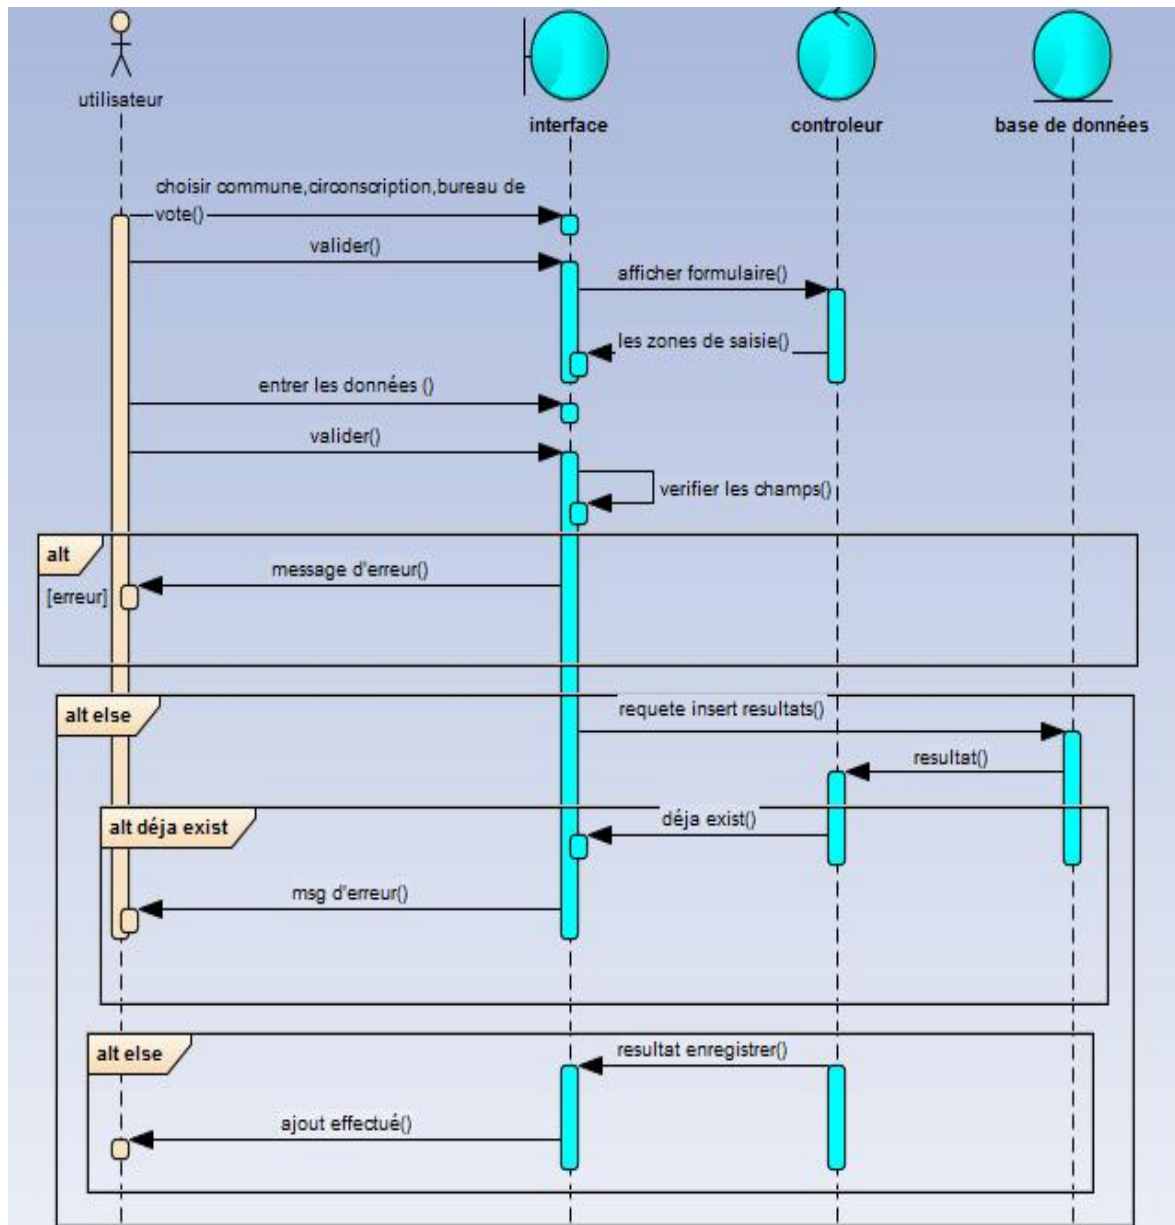 utilisateur
interface
controleur
base de données
choisir commune,circonscription,bureau de
vote()
valider()
afficher formulaire()
les zones de saisie()
entrer les données ()
valider()
verifier les champs()
alt
message d'erreur()
[erreur]
alt else
requete insert resultats()
resultat()
alt déja exist
déja exist()
msg d'erreur()
alt else
resultat enregistrer()
ajout effectué()